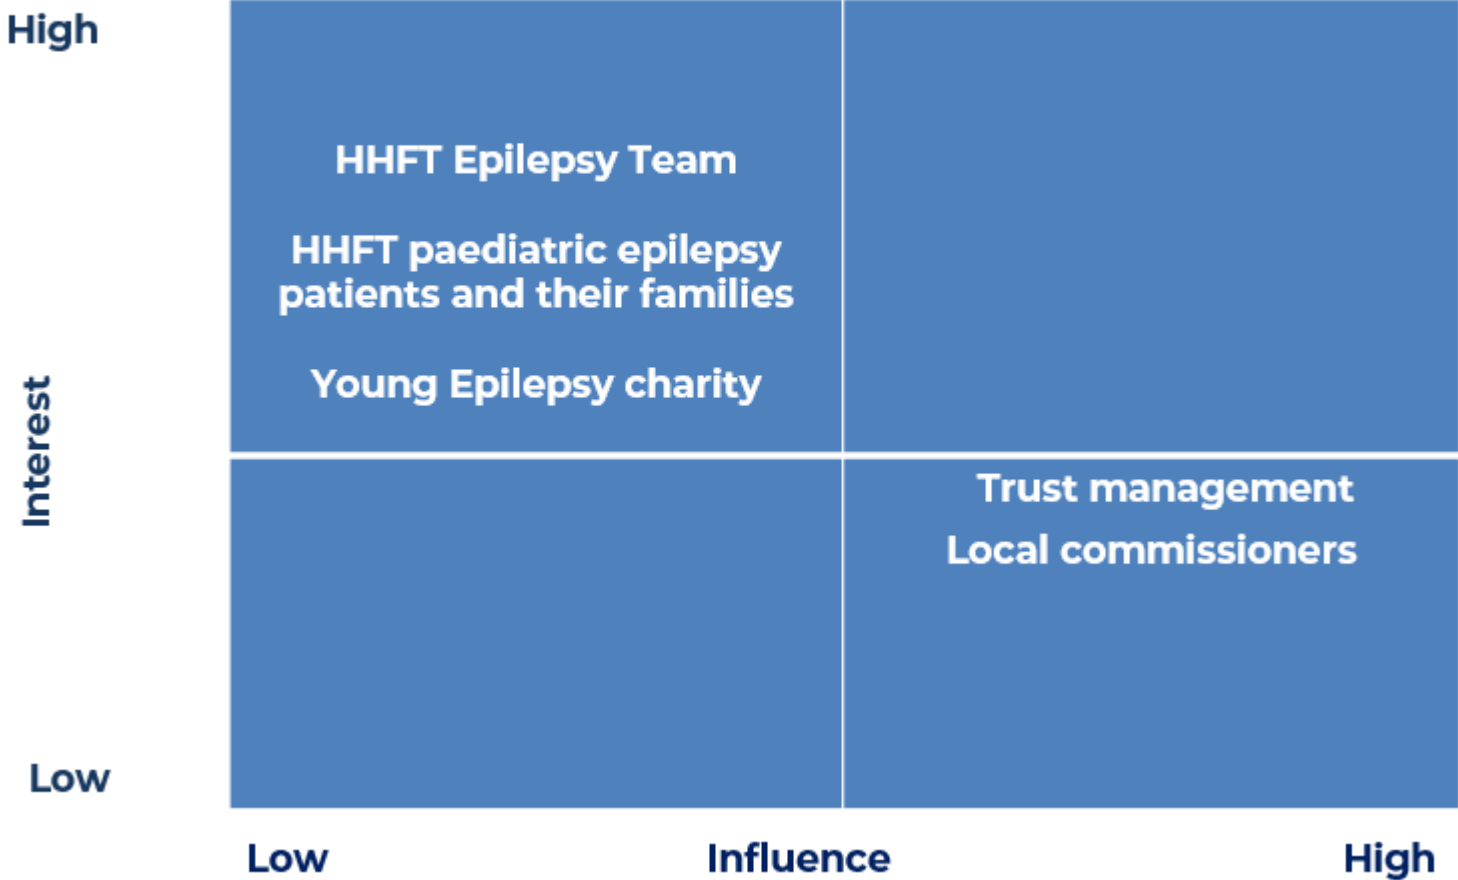 High
HHFT Epilepsy Team
HHFT paediatric epilepsy
patients and their families
Young Epilepsy charity
Interest
Trust management
Local commissioners
Low
Low
Influence
High